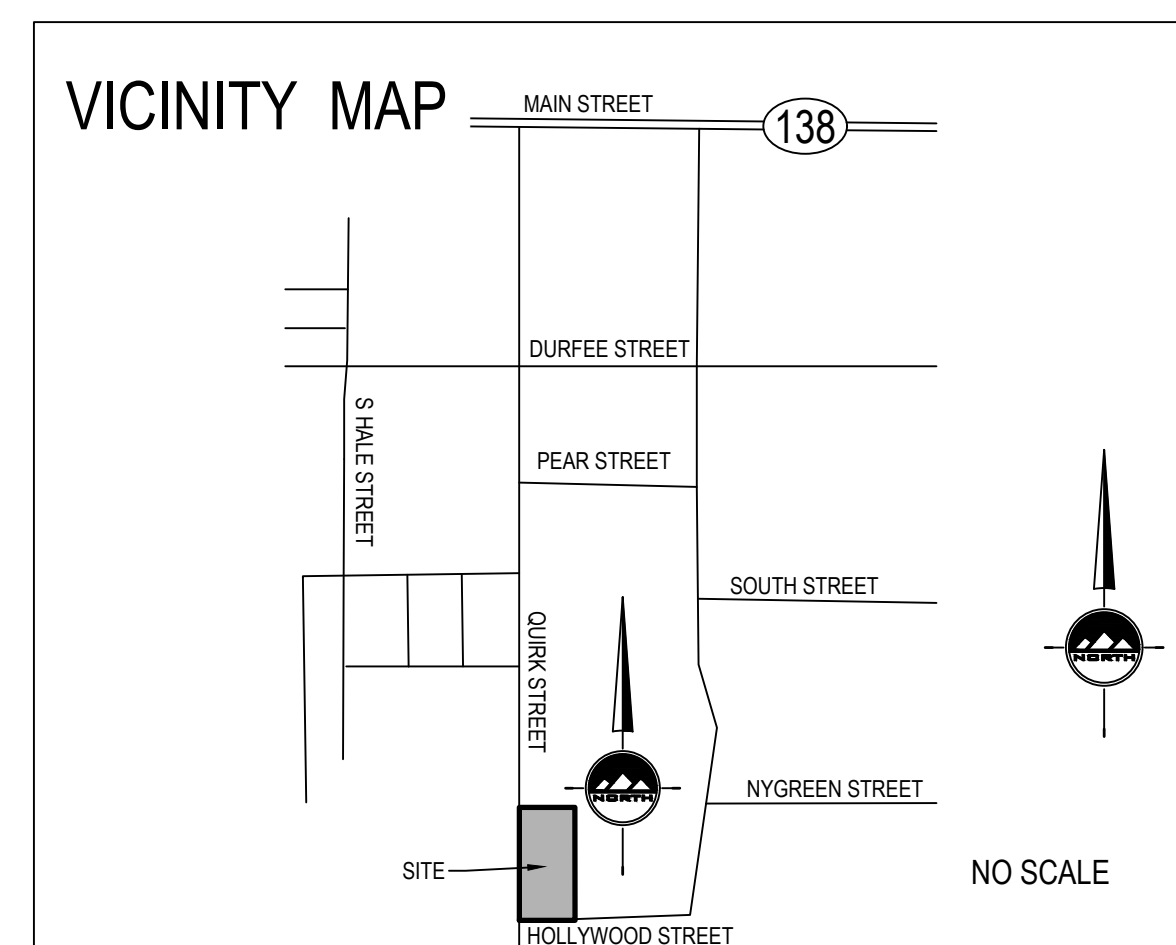 VICINITY MAP
MAIN STREET
138
DURFEE STREET
S HALE STREET
PEAR STREET
SOUTH STREET
QUIRK STREET
NORTH
NORTH
NYGREEN STREET
SITE
NO SCALE
HOLLYWOOD STREET